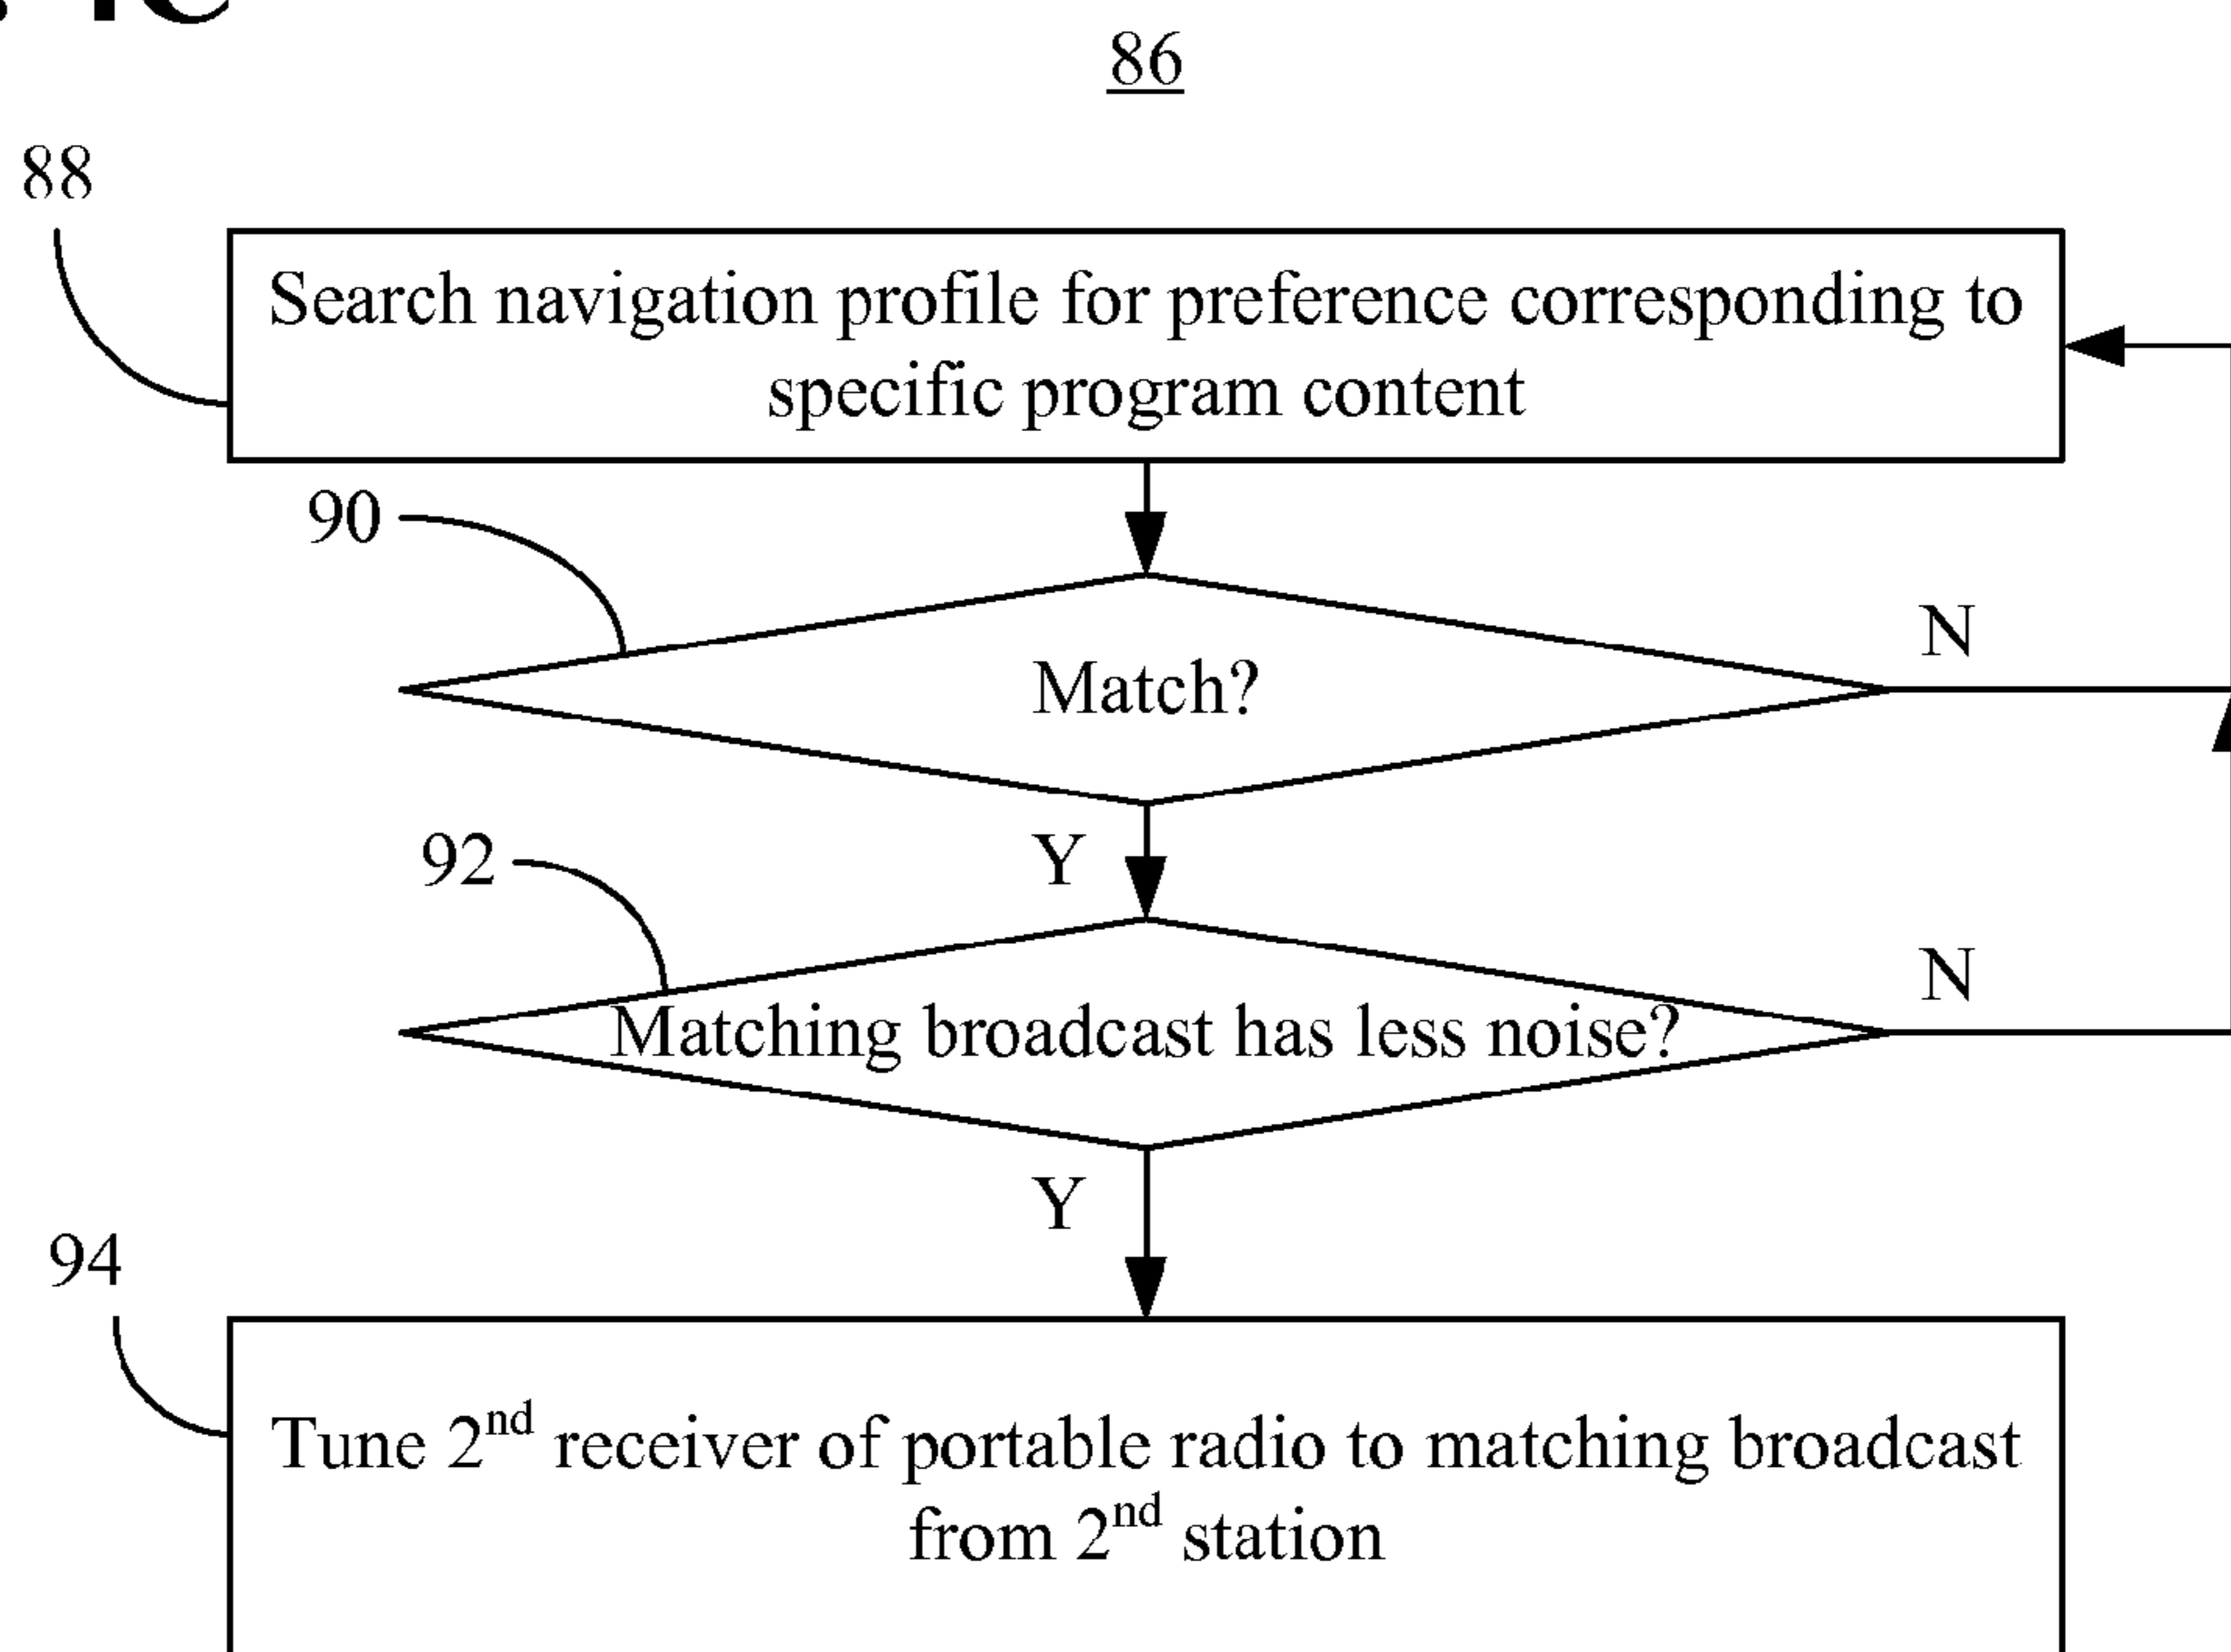 86
88
Search navigation profile for preference corresponding to
specific program content
90
Match?
N
Y
92
Matching broadcast has less noise?
N
Y
94
Tune 2nd receiver of portable radio to matching broadcast
from 2nd station